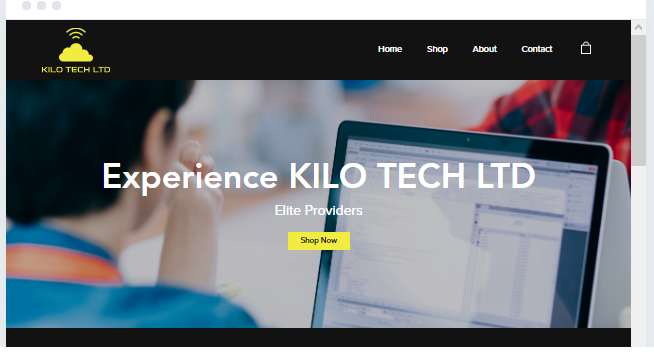 KILO TECH LTD
Home Shop About Contact
Experience KILO TECH LTD
Elite Providers
Shop Now